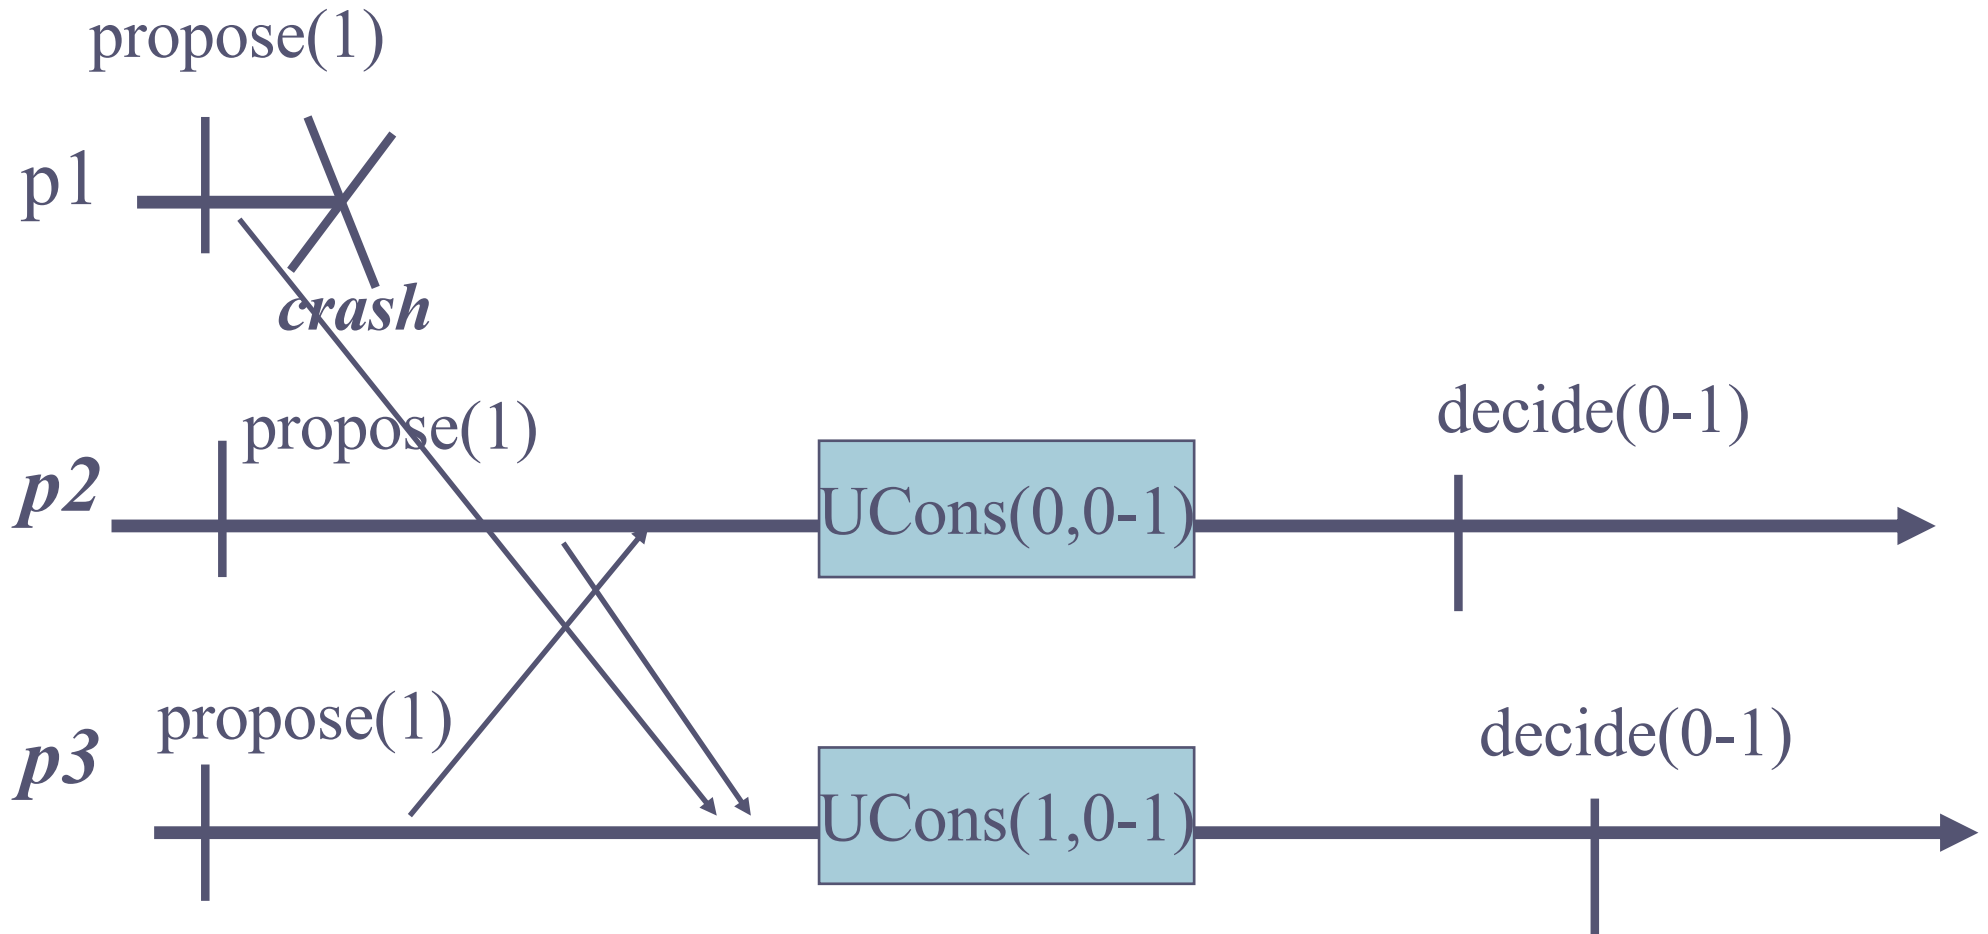 propose(1)
p1
crash
propose(1)
decide(0-1)
p2
UCons(0,0-1)
propose(1)
decide(0-1)
p3
UCons(1,0-1)